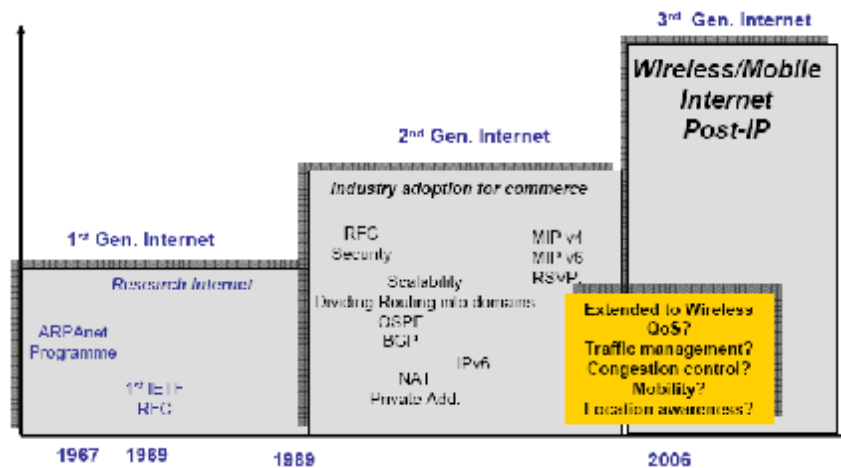 3rd Gen. Internet
Wireless/Mobile
Internet
Post-IP
2nd Gen. Internet
Industry adoption for commerce
RFC
Security
MIP v4
MIP v6
RSVP,
Scalability
Dividing Routing into domains
OSPF
BGP
IPv6
NAT
Private Add.
1st Gen. Internet
Research Internet
ARPAnet
Programme
1st IETF
RFC
Extended to Wireless
QoS?
Traffic management?
Congestion control?
Mobility?
Location awareness?
1967
1969
1989
2006